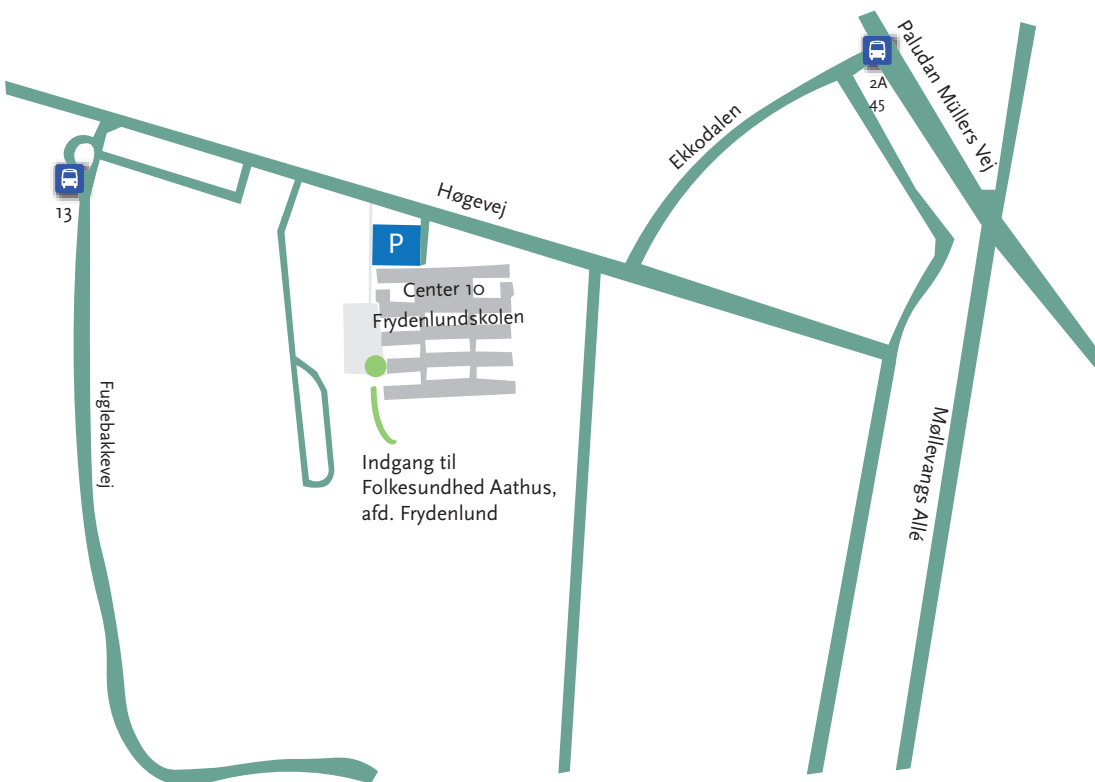 Paludan Müllers Vej
2A
45
Ekkodalen
13
Høgevej
P
Center 10
Frydenlundskolen
Fuglebakkevej
Møllevangs Allé
Indgang til
Folkesundhed Aathus,
afd. Frydenlund